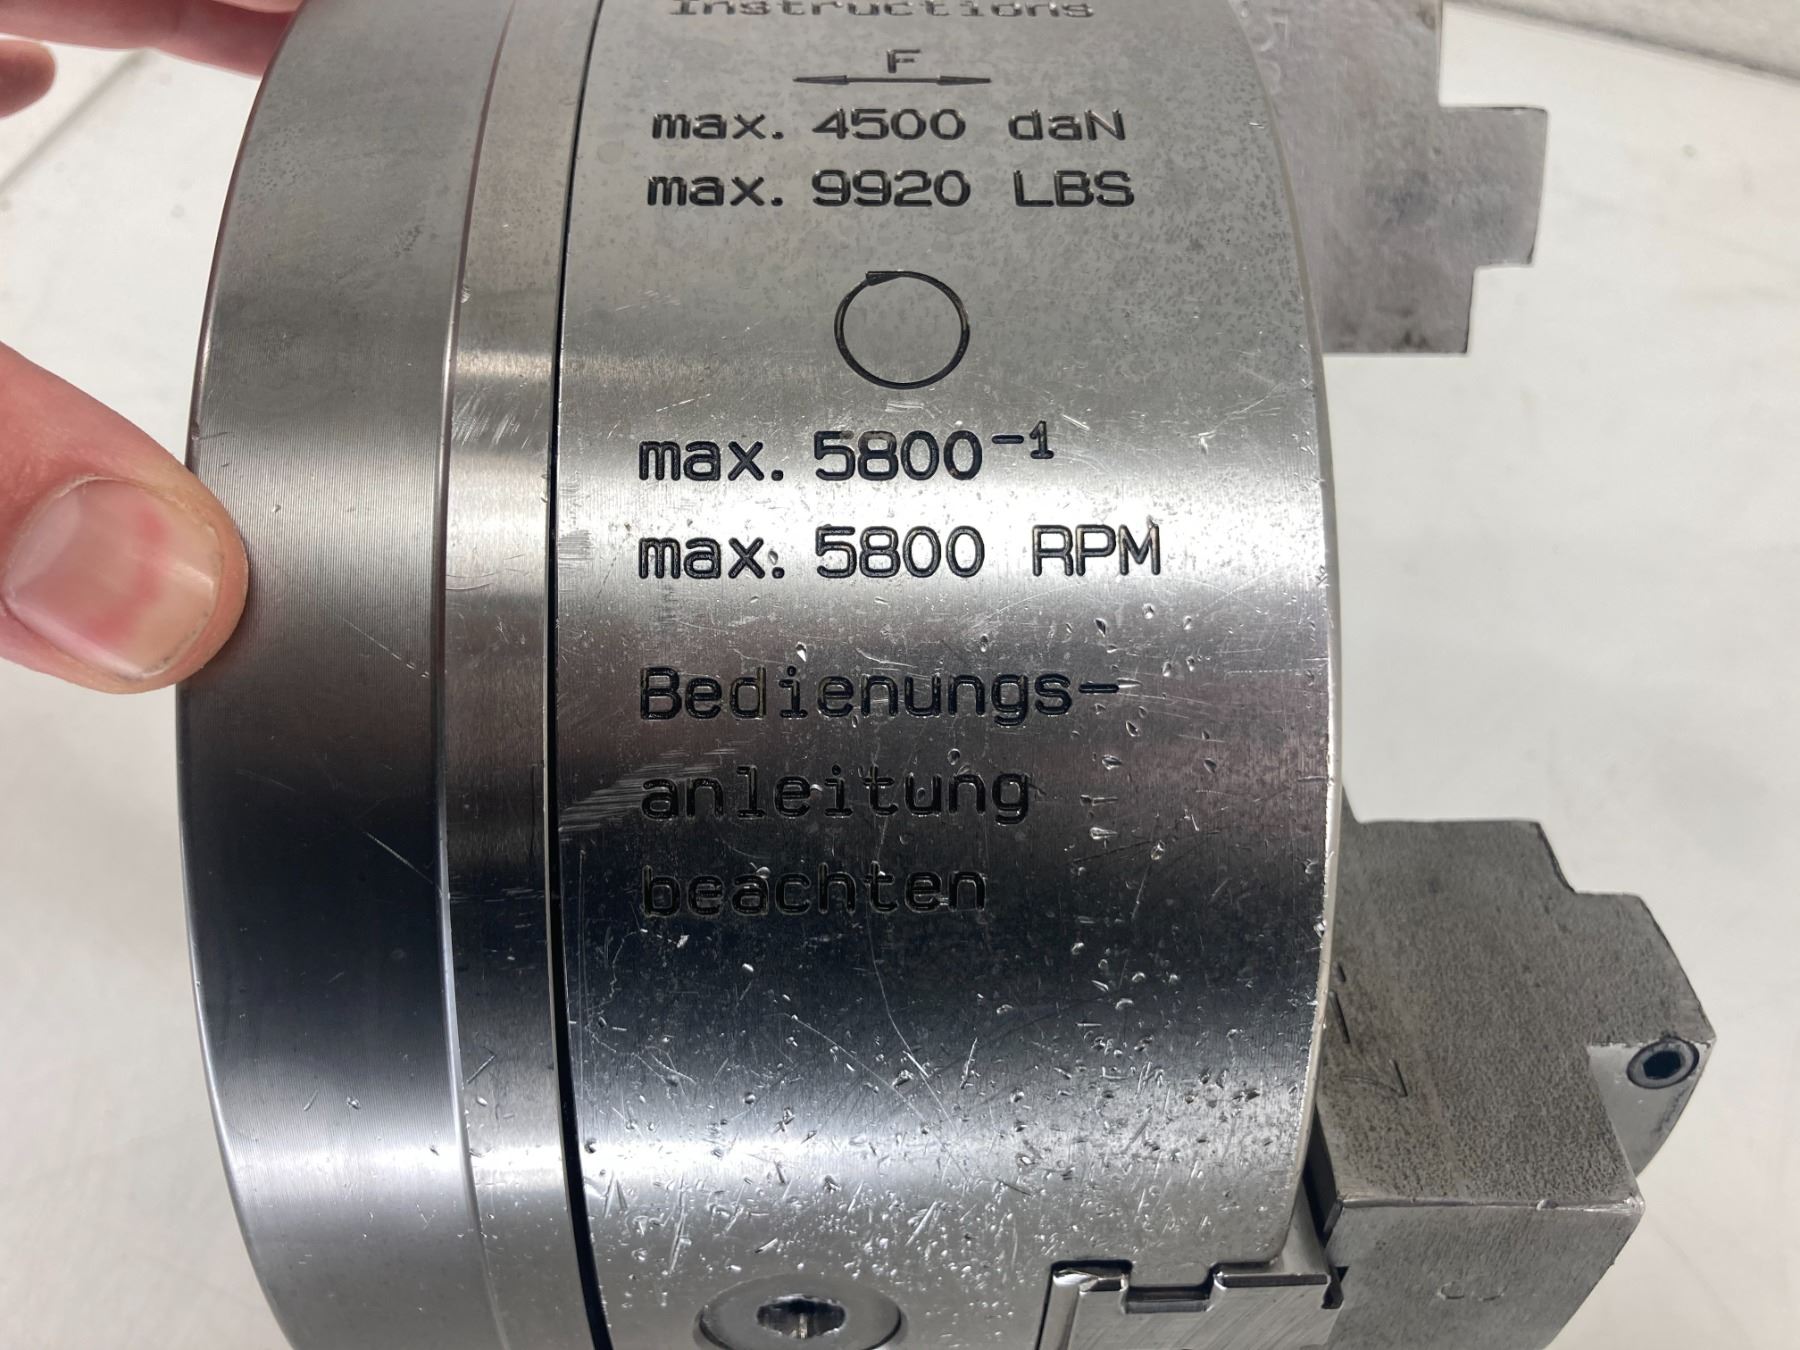 Instructions
F
max. 4500 daN
max. 9920 LBS
max. 5800⁻¹
max. 5800 RPM
Bedienungs-
anleitung
beachten